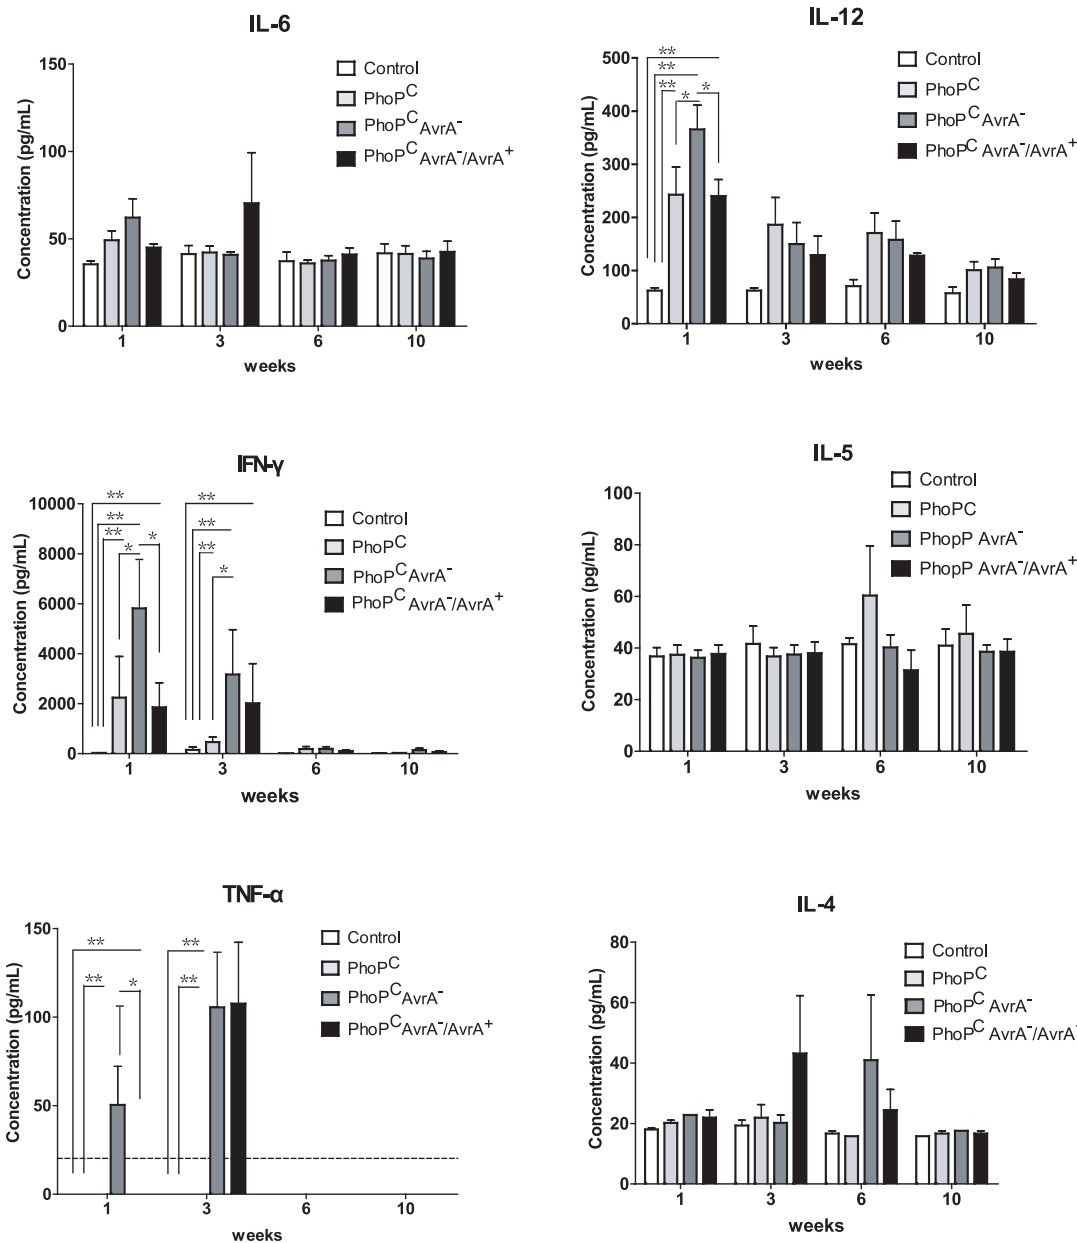 IL-6
150
100
50
0
Concentration (pg/mL)
Control
PhoP^C
PhoP^C AvrA^-
PhoP^C AvrA^-/AvrA^+
1 3 6 10
weeks
IL-12
500
400
300
200
100
0
Concentration (pg/mL)
** 
**
**
* *
Control
PhoP^C
PhoP^C AvrA^-
PhoP^C AvrA^-/AvrA^+
1 3 6 10
weeks
IFN-γ
10000
8000
6000
4000
2000
0
Concentration (pg/mL)
** **
** **
** * * ** *
Control
PhoP^C
PhoP^C AvrA^-
PhoP^C AvrA^-/AvrA^+
1 3 6 10
weeks
IL-5
100
80
60
40
20
0
Concentration (pg/mL)
Control
PhoPC
PhopP AvrA^-
PhopP AvrA^-/AvrA^+
1 3 6 10
weeks
TNF-α
150
100
50
0
Concentration (pg/mL)
** **
** * **
Control
PhoP^C
PhoP^C AvrA^-
PhoP^C AvrA^-/AvrA^+
1 3 6 10
weeks
IL-4
80
60
40
20
0
Concentration (pg/mL)
Control
PhoP^C
PhoP^C AvrA^-
PhoP^C AvrA^-/AvrA
1 3 6 10
weeks